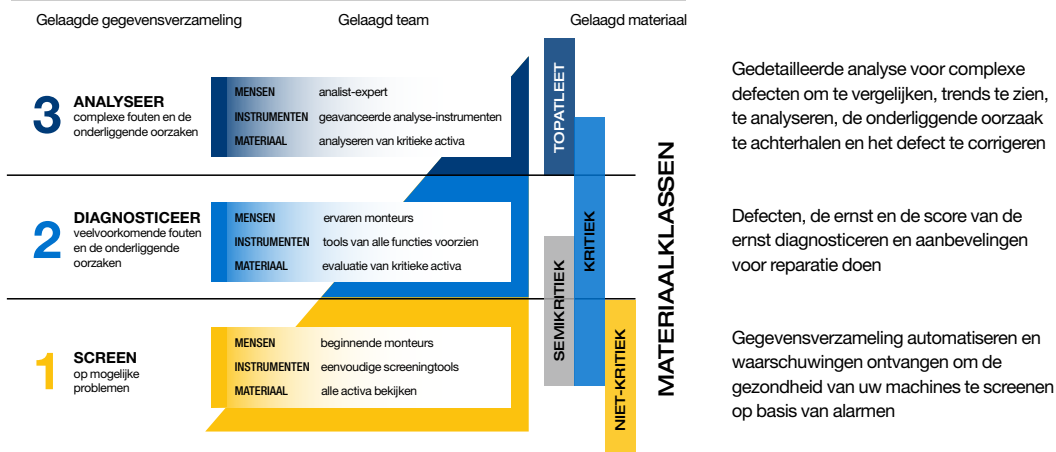 Gelaagde gegevensverzameling
Gelaagd team
Gelaagd materiaal
3
ANALYSEER
complexe fouten en de
onderliggende oorzaken
MENSEN analist-expert
INSTRUMENTEN geavanceerde analyse-instrumenten
MATERIAAL analyseren van kritieke activa
TOPATLEET
Gedetailleerde analyse voor complexe
defecten om te vergelijken, trends te zien,
te analyseren, de onderliggende oorzaak
te achterhalen en het defect te corrigeren
2
DIAGNOSTICEER
veelvoorkomende fouten
en de onderliggende
oorzaken
MENSEN ervaren monteurs
INSTRUMENTEN tools van alle functies voorzien
MATERIAAL evaluatie van kritieke activa
KRITIEK
SEMIKRITIEK
MATERIAALKLASSEN
Defecten, de ernst en de score van de
ernst diagnosticeren en aanbevelingen
voor reparatie doen
1
SCREEN
op mogelijke
problemen
MENSEN beginnende monteurs
INSTRUMENTEN eenvoudige screeningtools
MATERIAAL alle activa bekijken
NIET-KRITIEK
Gegevensverzameling automatiseren en
waarschuwingen ontvangen om de
gezondheid van uw machines te screenen
op basis van alarmen